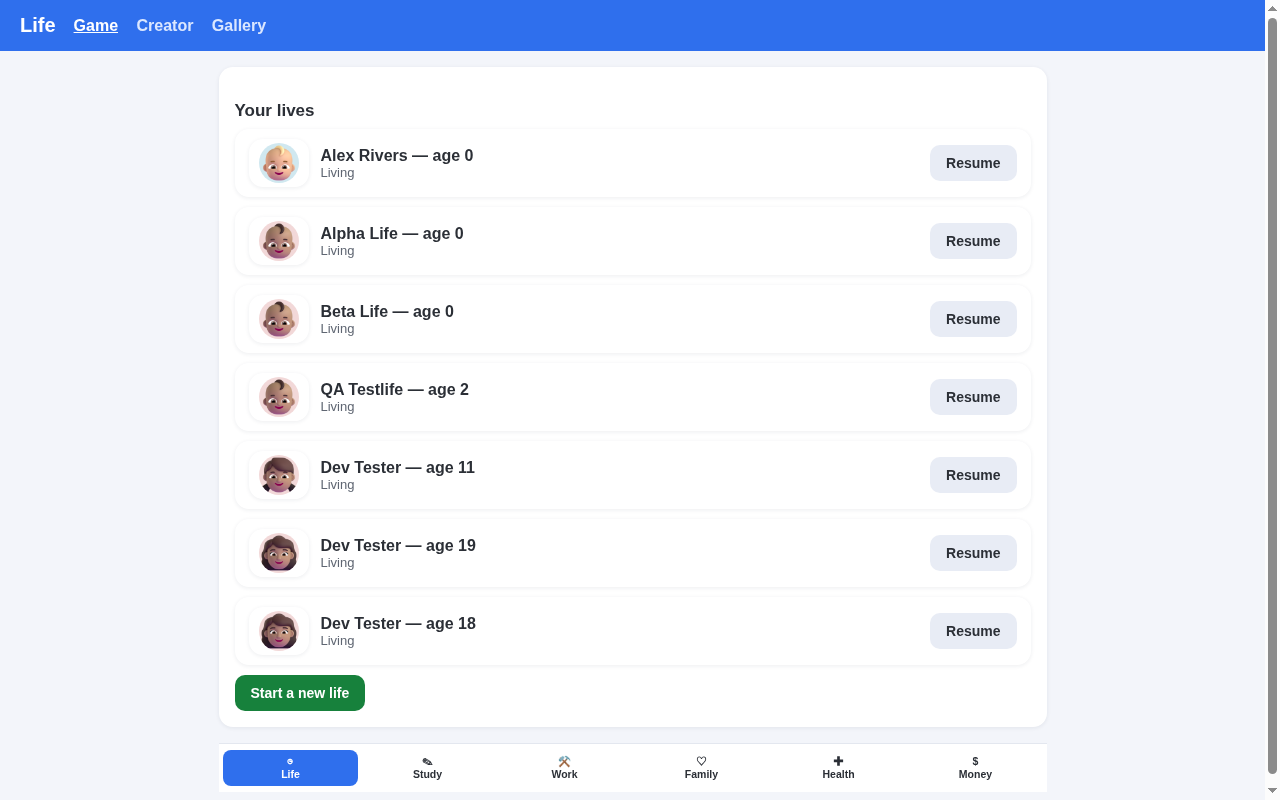 Life Game Creator Gallery
Your lives
Alex Rivers — age 0
Living
Resume
Alpha Life — age 0
Living
Resume
Beta Life — age 0
Living
Resume
QA Testlife — age 2
Living
Resume
Dev Tester — age 11
Living
Resume
Dev Tester — age 19
Living
Resume
Dev Tester — age 18
Living
Resume
Start a new life
Life
Study
Work
Family
Health
$
Money